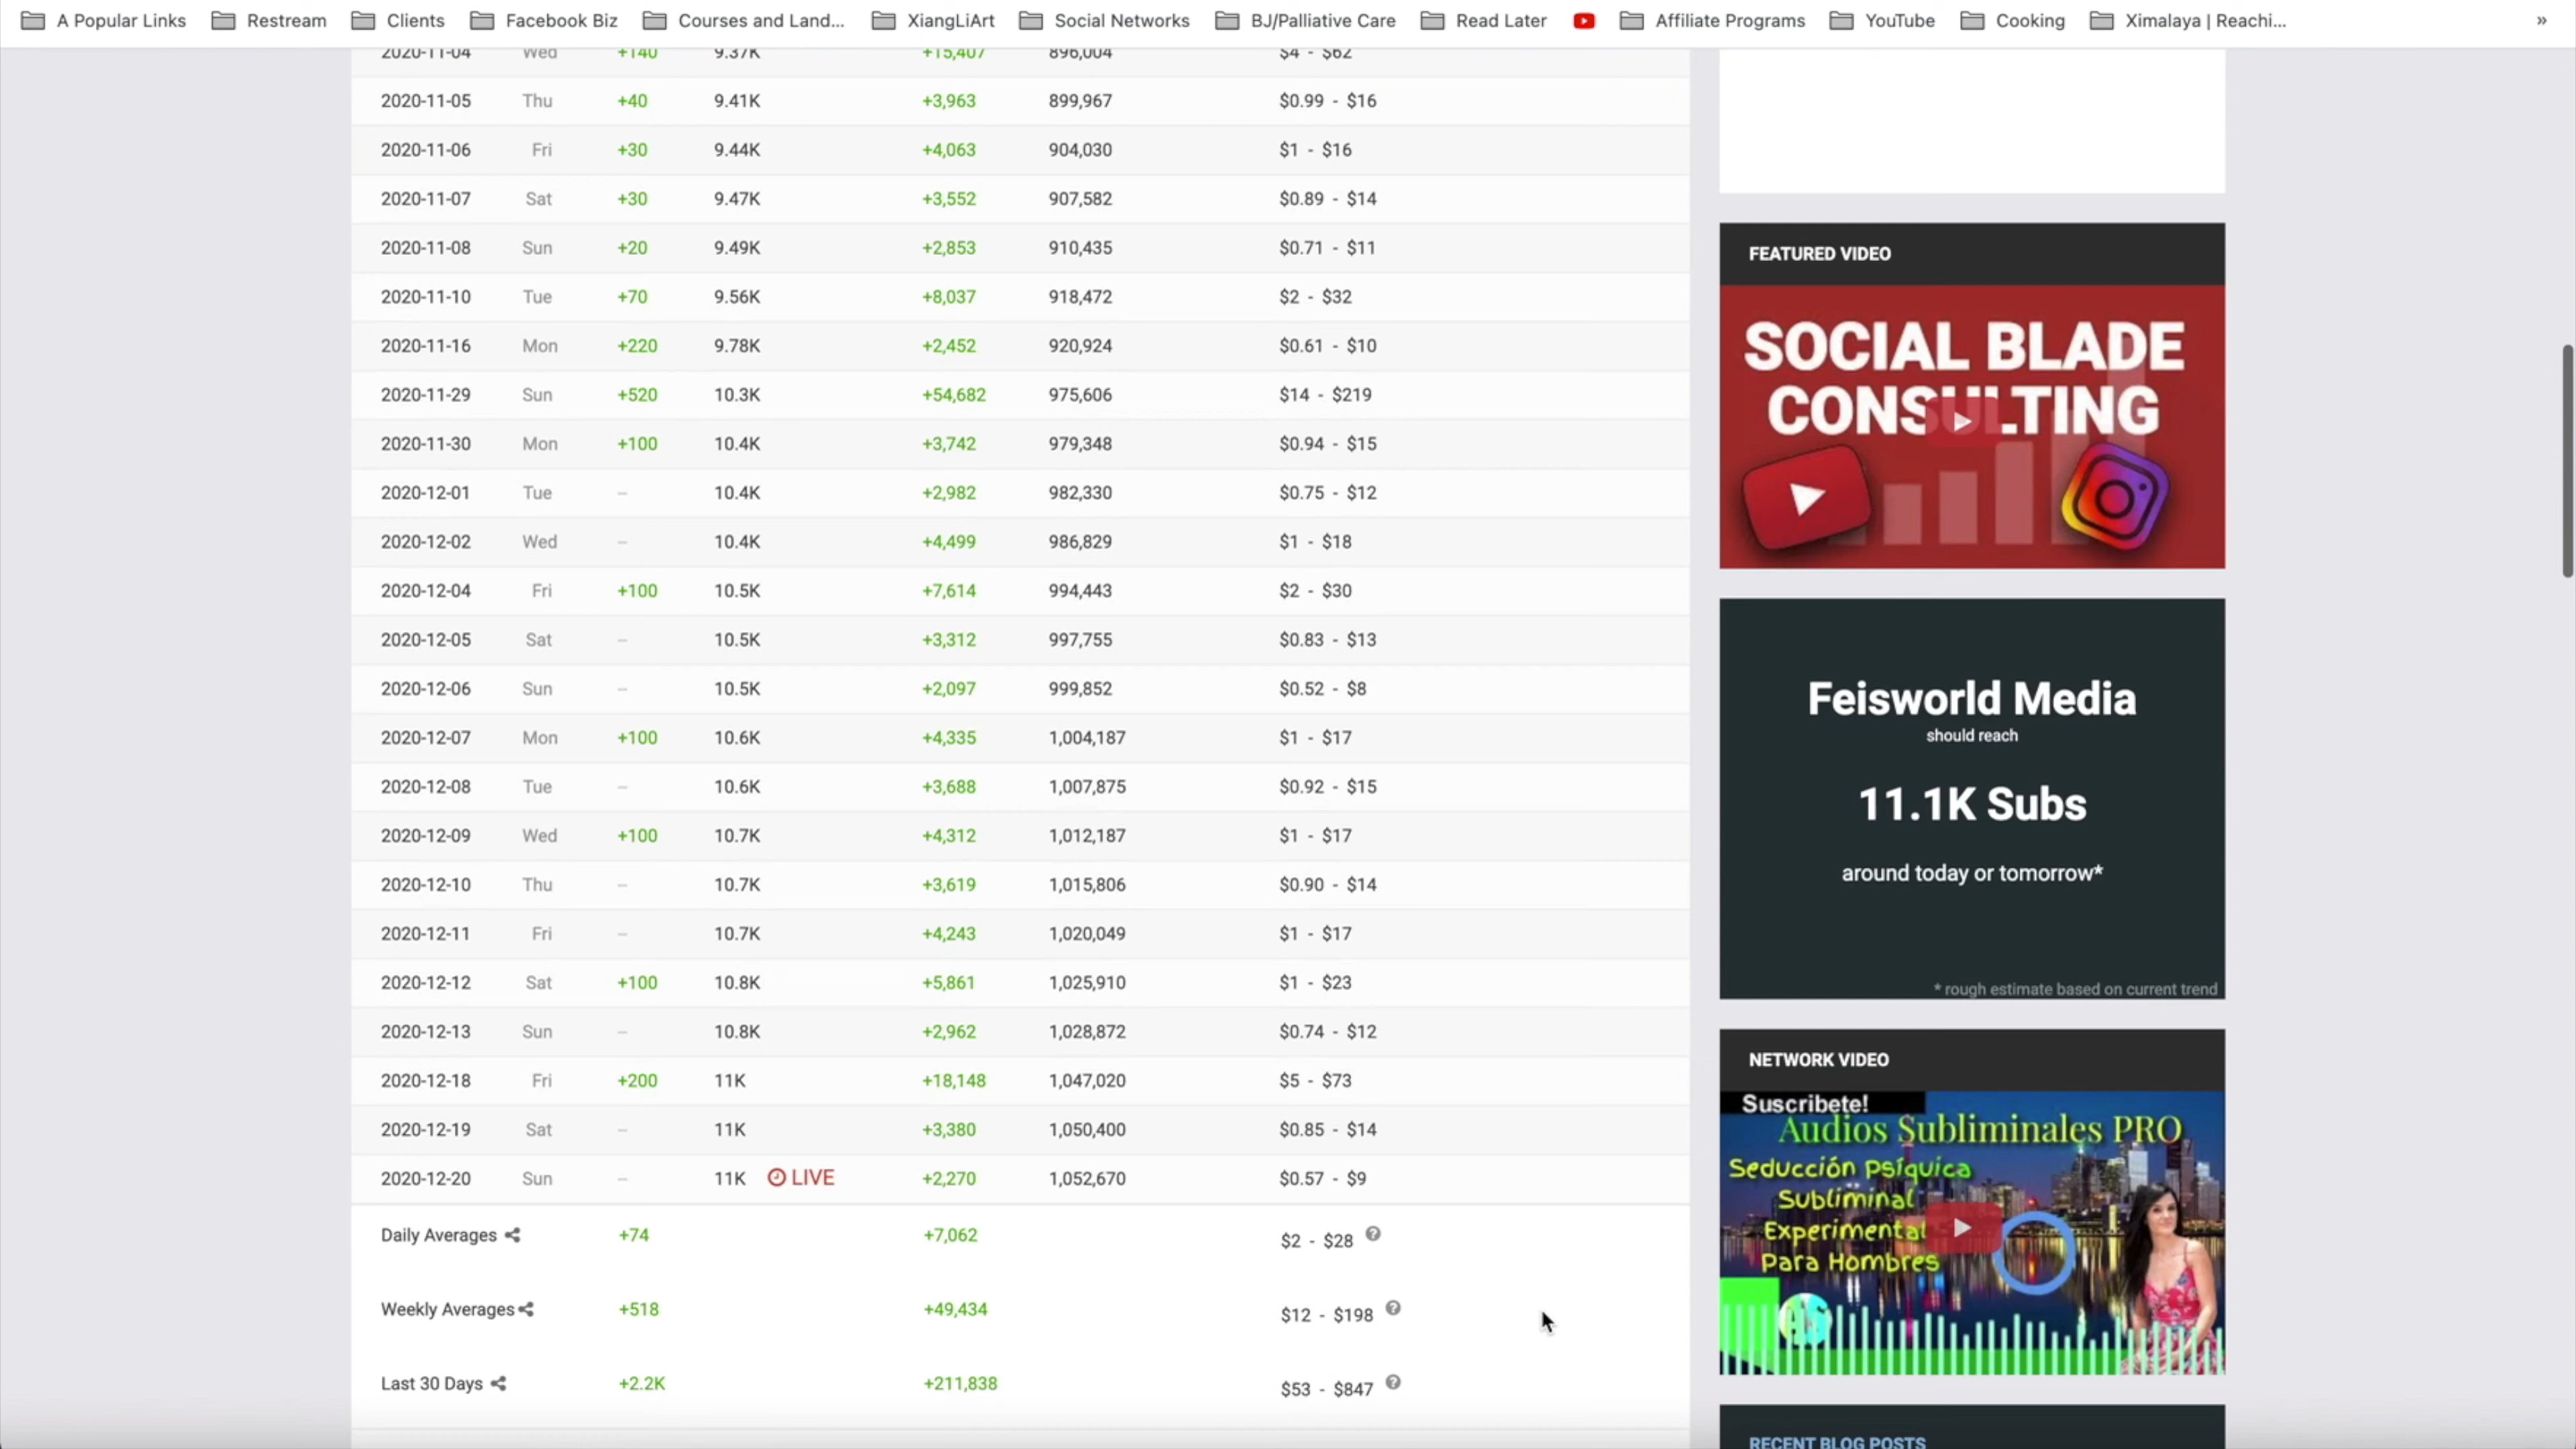 A Popular Links Restream Clients Facebook Biz Courses and Land... XiangLiArt Social Networks BJ/Palliative Care Read Later Affiliate Programs YouTube Cooking Ximalaya | Reachi... »
2020-11-04 Wed +140 9.37K +15,407 896,004 $4 - $62
2020-11-05 Thu +40 9.41K +3,963 899,967 $0.99 - $16
2020-11-06 Fri +30 9.44K +4,063 904,030 $1 - $16
2020-11-07 Sat +30 9.47K +3,552 907,582 $0.89 - $14
2020-11-08 Sun +20 9.49K +2,853 910,435 $0.71 - $11
2020-11-10 Tue +70 9.56K +8,037 918,472 $2 - $32
2020-11-16 Mon +220 9.78K +2,452 920,924 $0.61 - $10
2020-11-29 Sun +520 10.3K +54,682 975,606 $14 - $219
2020-11-30 Mon +100 10.4K +3,742 979,348 $0.94 - $15
2020-12-01 Tue -- 10.4K +2,982 982,330 $0.75 - $12
2020-12-02 Wed -- 10.4K +4,499 986,829 $1 - $18
2020-12-04 Fri +100 10.5K +7,614 994,443 $2 - $30
2020-12-05 Sat -- 10.5K +3,312 997,755 $0.83 - $13
2020-12-06 Sun -- 10.5K +2,097 999,852 $0.52 - $8
2020-12-07 Mon +100 10.6K +4,335 1,004,187 $1 - $17
2020-12-08 Tue -- 10.6K +3,688 1,007,875 $0.92 - $15
2020-12-09 Wed +100 10.7K +4,312 1,012,187 $1 - $17
2020-12-10 Thu -- 10.7K +3,619 1,015,806 $0.90 - $14
2020-12-11 Fri -- 10.7K +4,243 1,020,049 $1 - $17
2020-12-12 Sat +100 10.8K +5,861 1,025,910 $1 - $23
2020-12-13 Sun -- 10.8K +2,962 1,028,872 $0.74 - $12
2020-12-18 Fri +200 11K +18,148 1,047,020 $5 - $73
2020-12-19 Sat -- 11K +3,380 1,050,400 $0.85 - $14
2020-12-20 Sun -- 11K LIVE +2,270 1,052,670 $0.57 - $9
Daily Averages +74 +7,062 $2 - $28
Weekly Averages +518 +49,434 $12 - $198
Last 30 Days +2.2K +211,838 $53 - $847
FEATURED VIDEO
SOCIAL BLADE
CONSULTING
Feisworld Media
should reach
11.1K Subs
around today or tomorrow*
* rough estimate based on current trend
NETWORK VIDEO
Suscribete!
Audios Subliminales PRO
Seducción Psíquica
Subliminal
Experimental
Para Hombres
RECENT BLOG POSTS